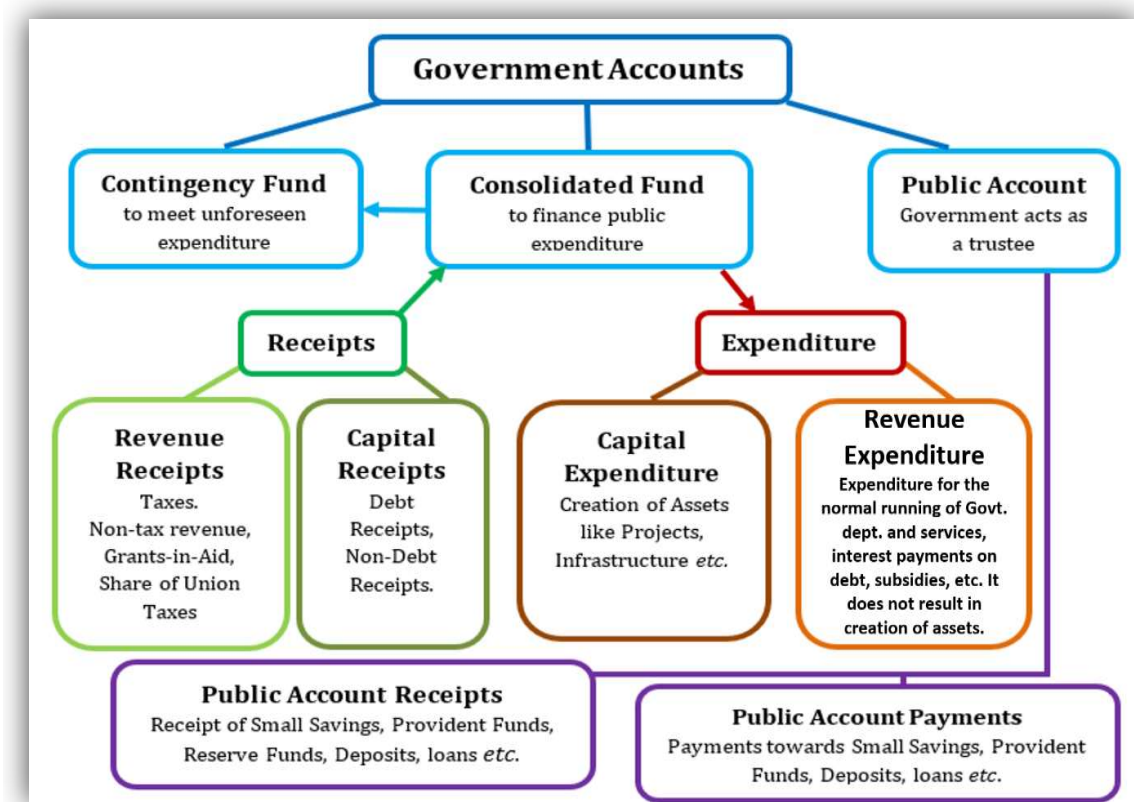 Government Accounts
Contingency Fund
to meet unforeseen
expenditure
Consolidated Fund
to finance public
expenditure
Public Account
Government acts as
a trustee
Receipts
Expenditure
Revenue
Receipts
Taxes.
Non-tax revenue,
Grants-in-Aid,
Share of Union
Taxes
Capital
Receipts
Debt
Receipts,
Non-Debt
Receipts.
Capital
Expenditure
Creation of Assets
like Projects,
Infrastructure etc.
Revenue
Expenditure
Expenditure for the
normal running of Govt.
dept. and services,
interest payments on
debt, subsidies, etc. It
does not result in
creation of assets.
Public Account Receipts
Receipt of Small Savings, Provident Funds,
Reserve Funds, Deposits, loans etc.
Public Account Payments
Payments towards Small Savings, Provident
Funds, Deposits, loans etc.